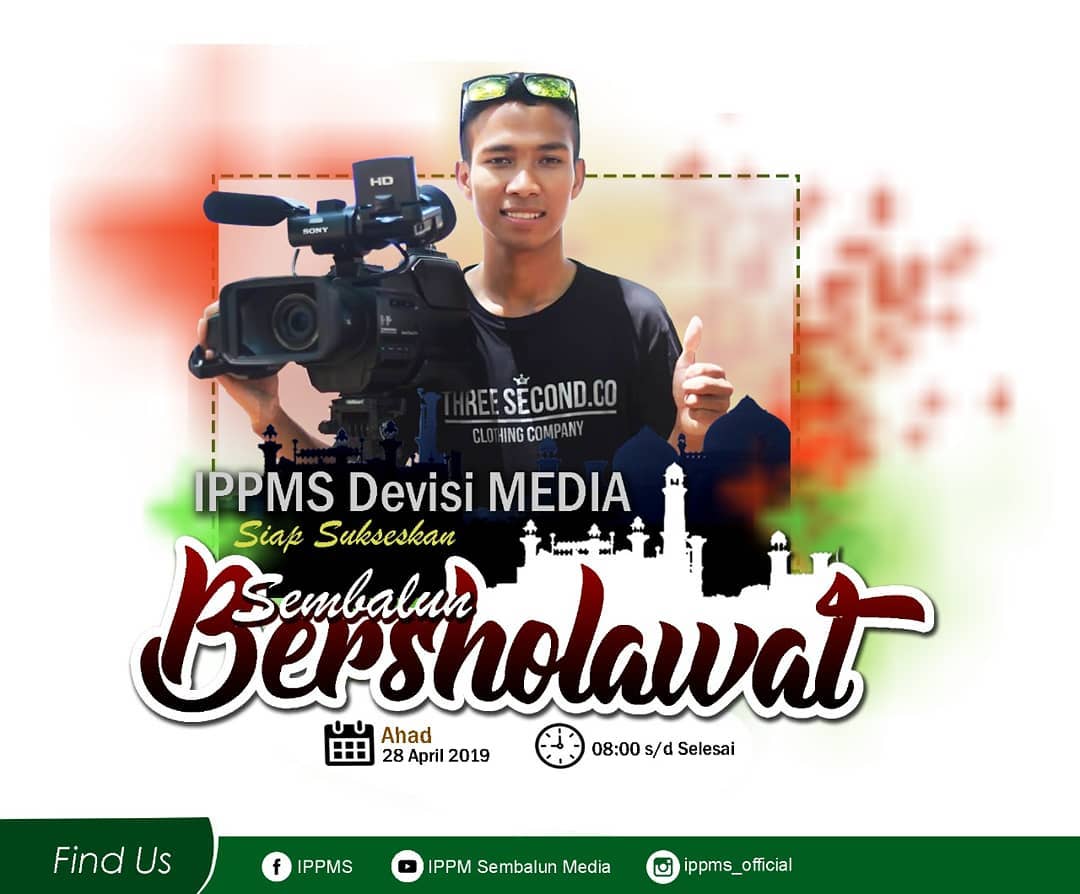 HD
SONY
THREE SECOND.CO
CLOTHING COMPANY
IPPMS Devisi MEDIA
Siap Sukseskan
Sembalun
Bersholawat
Ahad
28 April 2019
08:00 s/d Selesai
Find Us
IPPMS
IPPM Sembalun Media
ippms_official